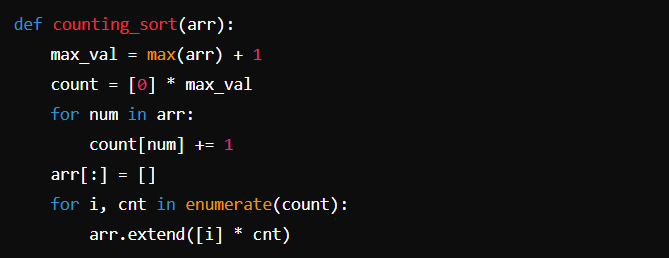 def counting_sort(arr):
    max_val = max(arr) + 1
    count = [0] * max_val
    for num in arr:
        count[num] += 1
    arr[:] = []
    for i, cnt in enumerate(count):
        arr.extend([i] * cnt)